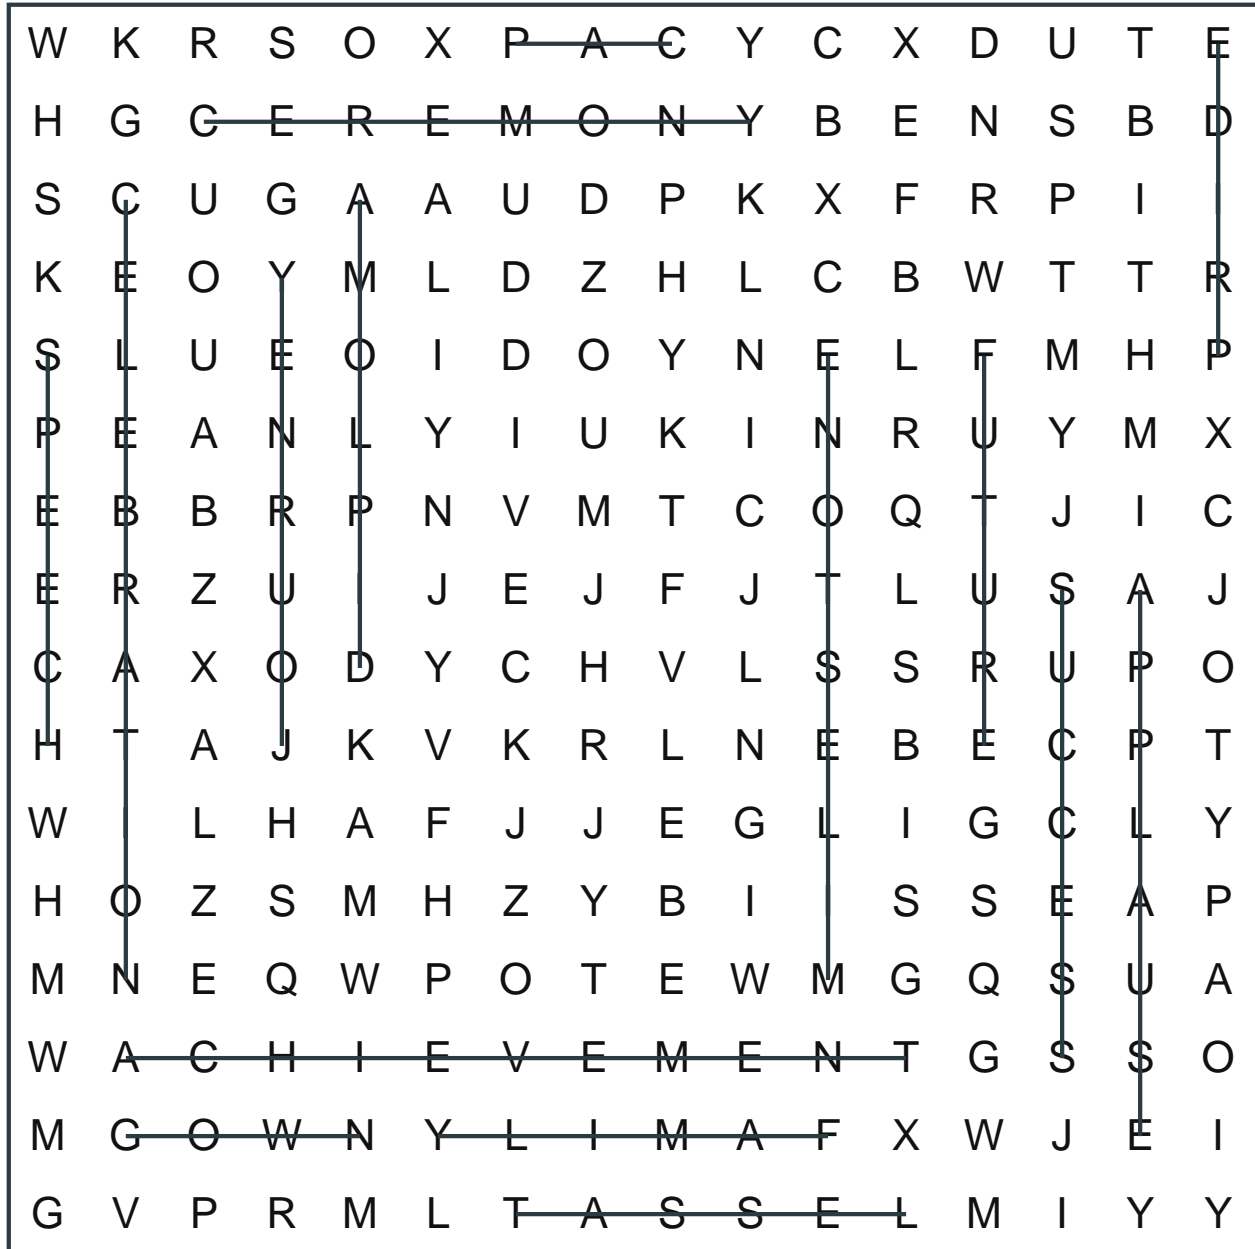 W K R S O X P A C Y C X D U T E
H G C E R E M O N Y B E N S B D
S C U G A A U D P K X F R P I I
K E O Y M L D Z H L C B W T T R
S L U E O I D O Y N E L F M H P
P E A N L Y I U K I N R U Y M X
E B B R P N V M T C O Q T J I C
E R Z U I J E J F J T L U S A J
C A X O D Y C H V L S S R U P O
H T A J K V K R L N E B E C P T
W I L H A F J J E G L I G C L Y
H O Z S M H Z Y B I I S S E A P
M N E Q W P O T E W M G Q S U A
W A C H I E V E M E N T G S S O
M G O W N Y L I M A F X W J E I
G V P R M L T A S S E L M I Y Y